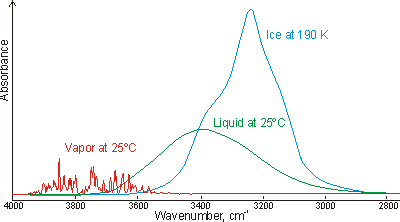 Absorbance
Ice at 190 K
Liquid at 25°C
Vapor at 25°C
4000 3800 3600 3400 3200 3000 2800
Wavenumber, cm⁻¹